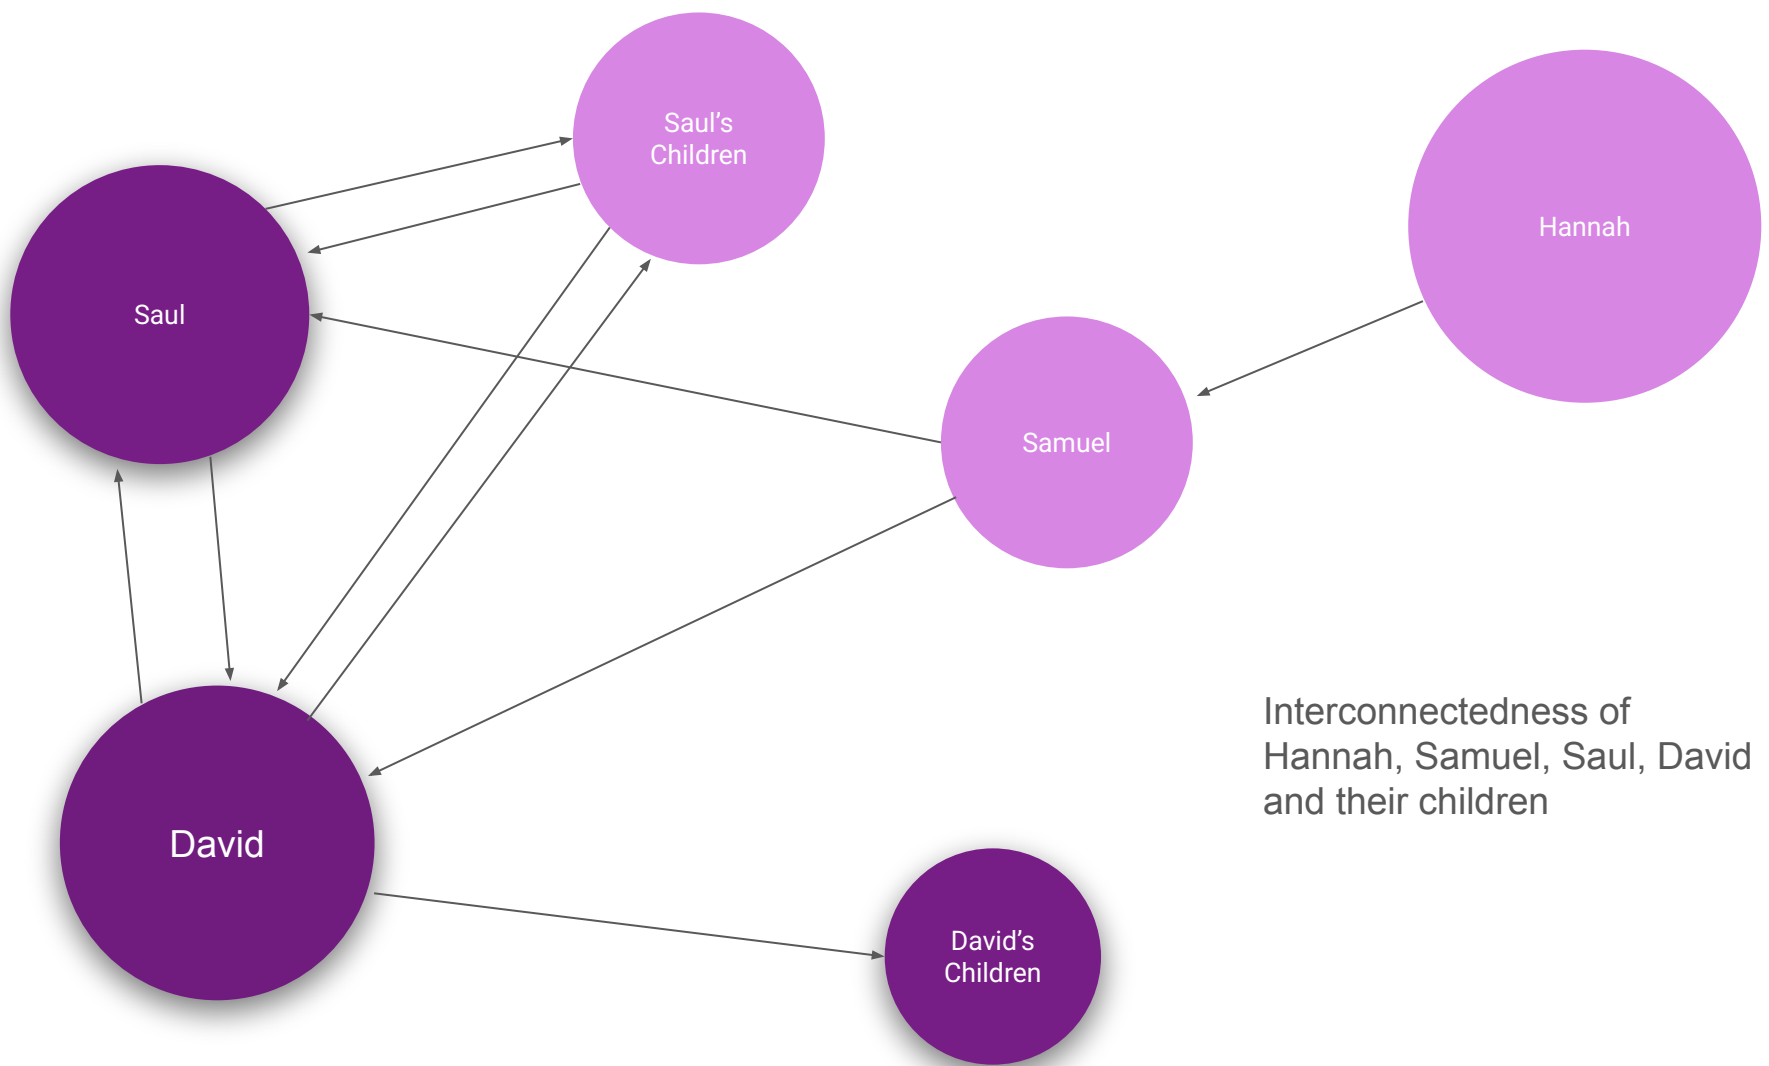 Saul’s
Children
Hannah
Saul
Samuel
Interconnectedness of
Hannah, Samuel, Saul, David
and their children
David
David’s
Children